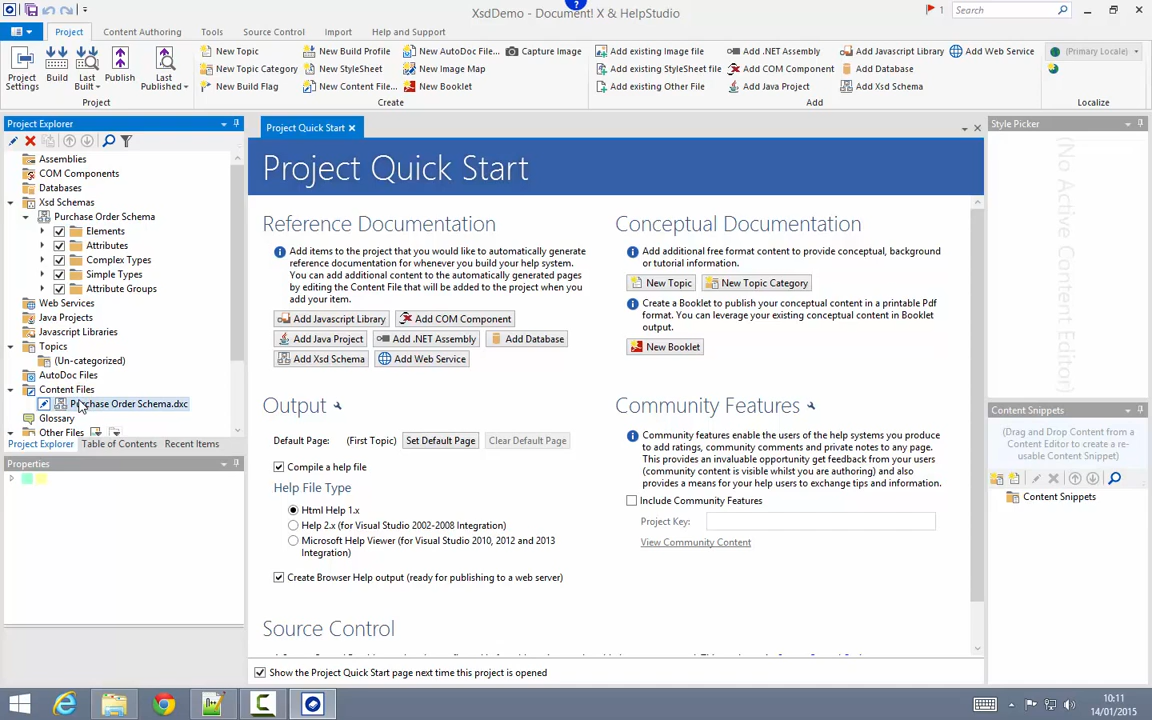 XsdDemo - Document! X & HelpStudio
1
Search
Project
Content Authoring
Tools
Source Control
Import
Help and Support
Project Settings
Build
Last Built
Publish
Last Published
Project
New Topic
New Topic Category
New Build Flag
New Build Profile
New StyleSheet
New Content File...
New AutoDoc File...
New Image Map
New Booklet
Capture Image
Create
Add existing Image file
Add existing StyleSheet file
Add existing Other File
Add .NET Assembly
Add COM Component
Add Java Project
Add Javascript Library
Add Database
Add Xsd Schema
Add Web Service
Add
(Primary Locale)
Localize
Project Explorer
Assemblies
COM Components
Databases
Xsd Schemas
Purchase Order Schema
Elements
Attributes
Complex Types
Simple Types
Attribute Groups
Web Services
Java Projects
Javascript Libraries
Topics
(Un-categorized)
AutoDoc Files
Content Files
Purchase Order Schema.dxc
Glossary
Other Files
Project Explorer
Table of Contents
Recent Items
Properties
Project Quick Start
Project Quick Start
Reference Documentation
Add items to the project that you would like to automatically generate
reference documentation for whenever you build your help system.
You can add additional content to the automatically generated pages
by editing the Content File that will be added to the project when you
add your item.
Add Javascript Library
Add COM Component
Add Java Project
Add .NET Assembly
Add Database
Add Xsd Schema
Add Web Service
Conceptual Documentation
Add additional free format content to provide conceptual, background
or tutorial information.
New Topic
New Topic Category
Create a Booklet to publish your conceptual content in a printable Pdf
format. You can leverage your existing conceptual content in Booklet
output.
New Booklet
Output
Default Page: (First Topic)
Set Default Page
Clear Default Page
Compile a help file
Help File Type
Html Help 1.x
Help 2.x (for Visual Studio 2002-2008 Integration)
Microsoft Help Viewer (for Visual Studio 2010, 2012 and 2013
Integration)
Create Browser Help output (ready for publishing to a web server)
Community Features
Community features enable the users of the help systems you produce
to add ratings, community comments and private notes to any page.
This provides an invaluable opportunity get feedback from your users
(community content is visible whilst you are authoring) and also
provides a means for your help users to exchange tips and information.
Include Community Features
Project Key:
View Community Content
Source Control
Show the Project Quick Start page next time this project is opened
Style Picker
(No Active Content Editor)
Content Snippets
(Drag and Drop Content from a
Content Editor to create a re-
usable Content Snippet)
Content Snippets
10:11
14/01/2015